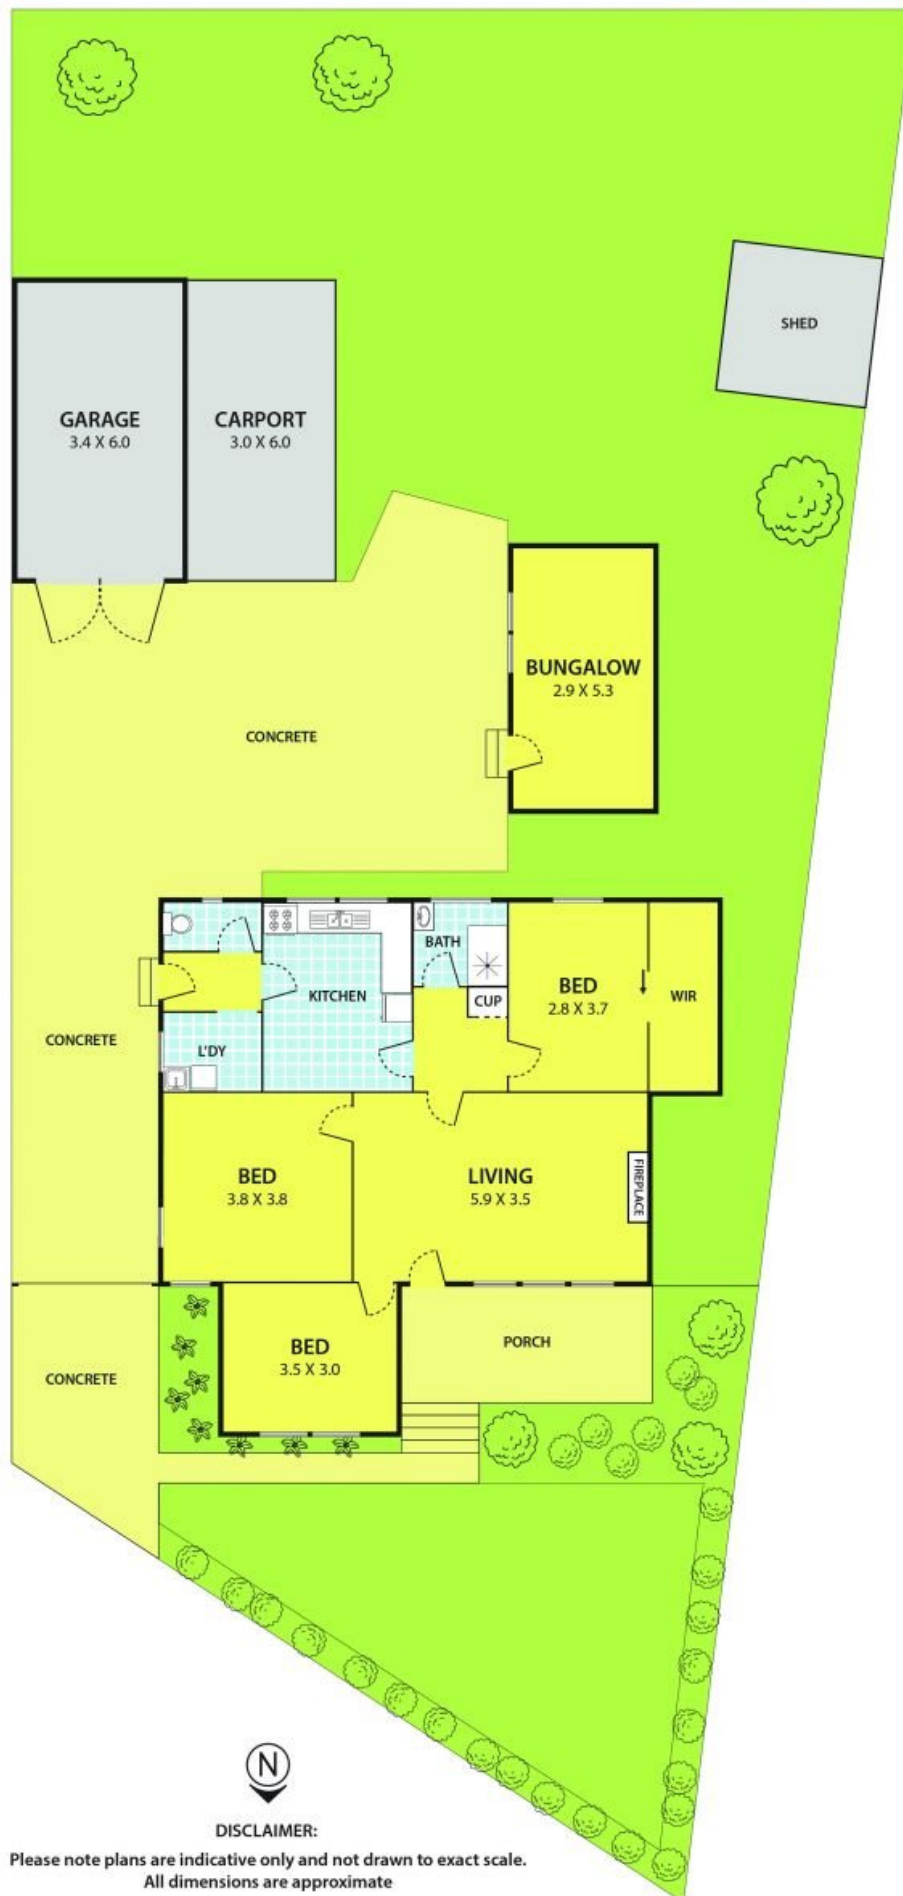 SHED
GARAGE
3.4 X 6.0
CARPORT
3.0 X 6.0
BUNGALOW
2.9 X 5.3
CONCRETE
BATH
KITCHEN
CUP
BED
2.8 X 3.7
WIR
CONCRETE
L'DY
BED
3.8 X 3.8
LIVING
5.9 X 3.5
FIREPLACE
BED
3.5 X 3.0
PORCH
CONCRETE
N
DISCLAIMER:
Please note plans are indicative only and not drawn to exact scale.
All dimensions are approximate